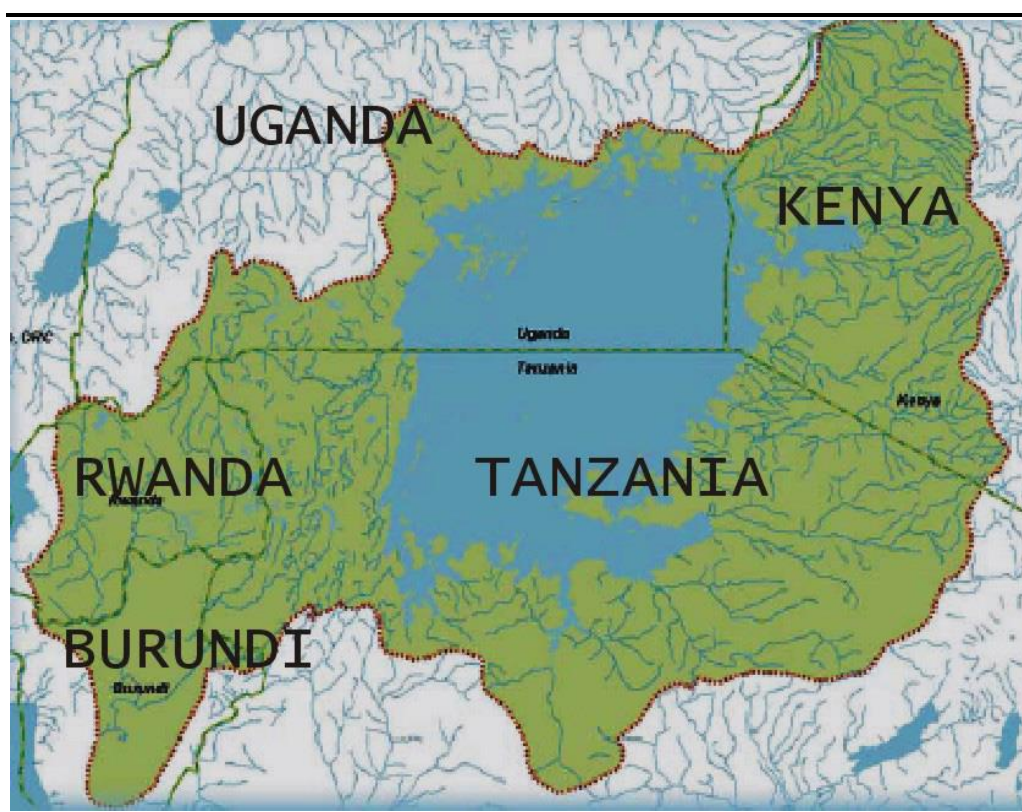 UGANDA
KENYA
, DRC
Uganda
Tanzania
Kenya
RWANDA
TANZANIA
Rwanda
BURUNDI
Burundi